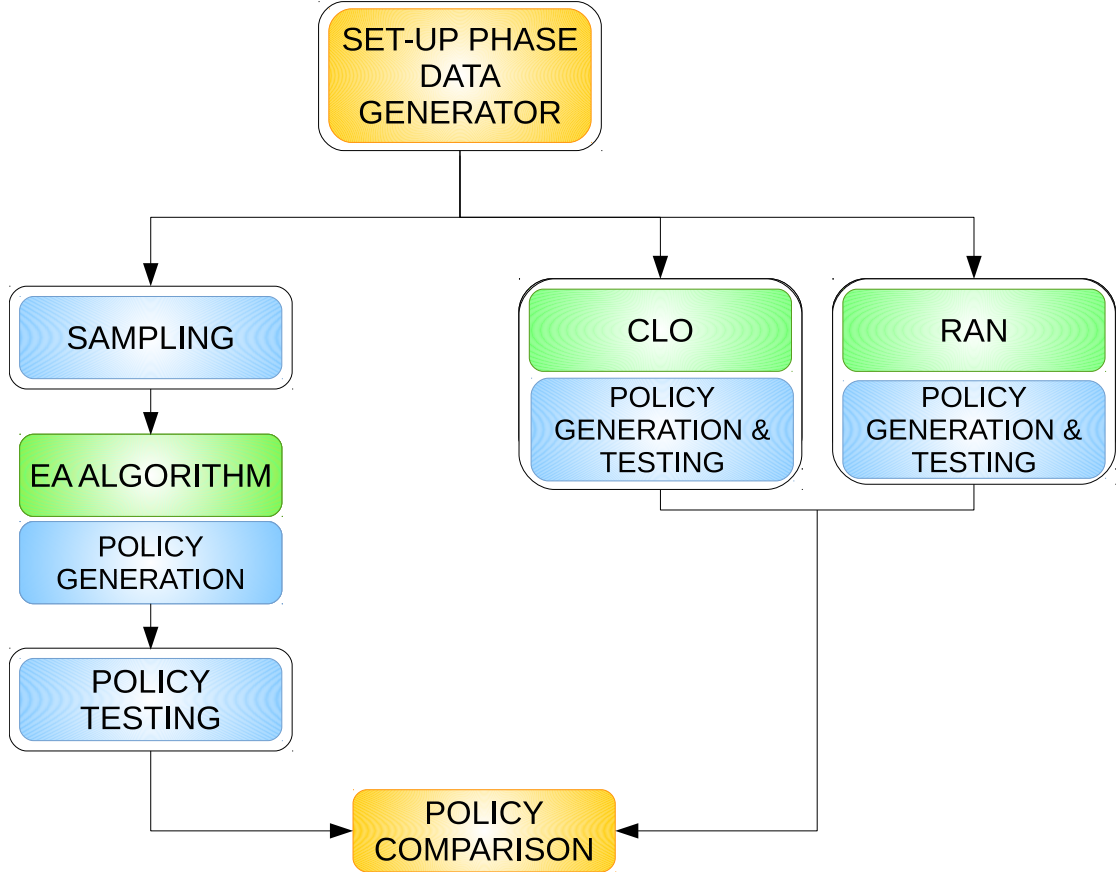 SET-UP PHASE
DATA
GENERATOR
SAMPLING
EA ALGORITHM
POLICY
GENERATION
POLICY
TESTING
CLO
POLICY
GENERATION &
TESTING
RAN
POLICY
GENERATION &
TESTING
POLICY
COMPARISON